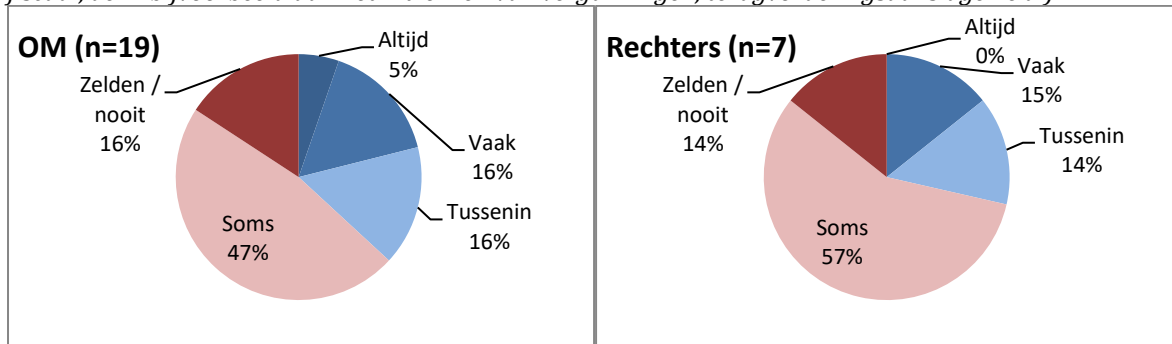 OM (n=19)
Altijd
5%
Vaak
16%
Tussenin
16%
Soms
47%
Zelden /
nooit
16%
Rechters (n=7)
Altijd
0%
Vaak
15%
Tussenin
14%
Soms
57%
Zelden /
nooit
14%